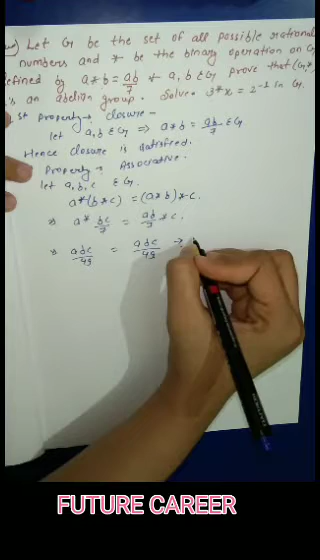 Let G be the set of all possible rational
numbers and * be the binary operation on G
defined by a * b = ab/7 ∀ a, b ∈ G prove that (G, *)
is an abelian group. Solve 3 * x = 2⁻¹ in G.
1st property → closure –
let a, b ∈ G ⇒ a * b = ab/7 ∈ G
Hence closure is satisfied.
Property → Associative.
let a, b, c ∈ G.
a * (b * c) = (a * b) * c.
⇒ a * bc/7 = ab/7 * c.
⇒ abc/49 = abc/49 →
FUTURE CAREER